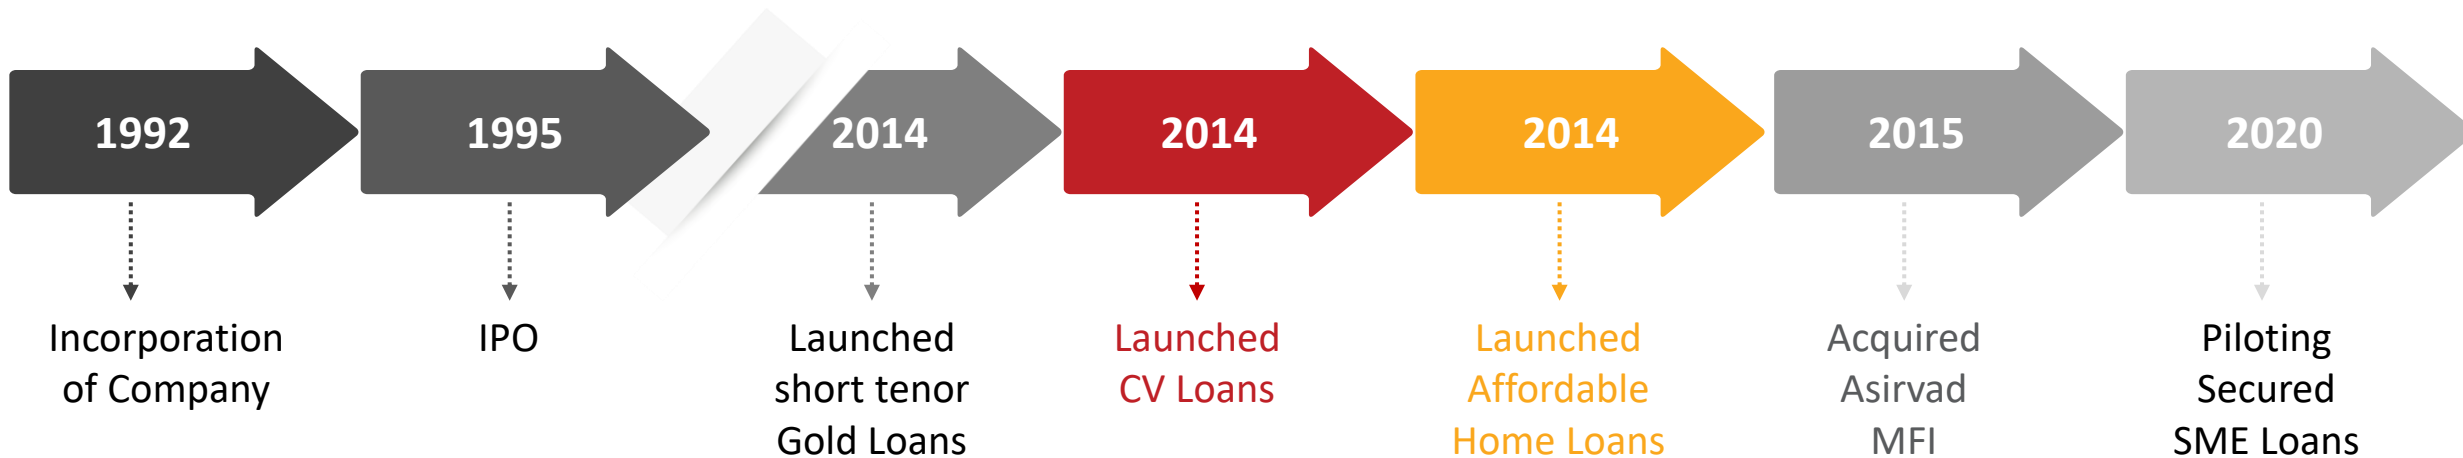 1992
1995
2014
2014
2014
2015
2020
Incorporation
of Company
IPO
Launched
short tenor
Gold Loans
Launched
CV Loans
Launched
Affordable
Home Loans
Acquired
Asirvad
MFI
Piloting
Secured
SME Loans